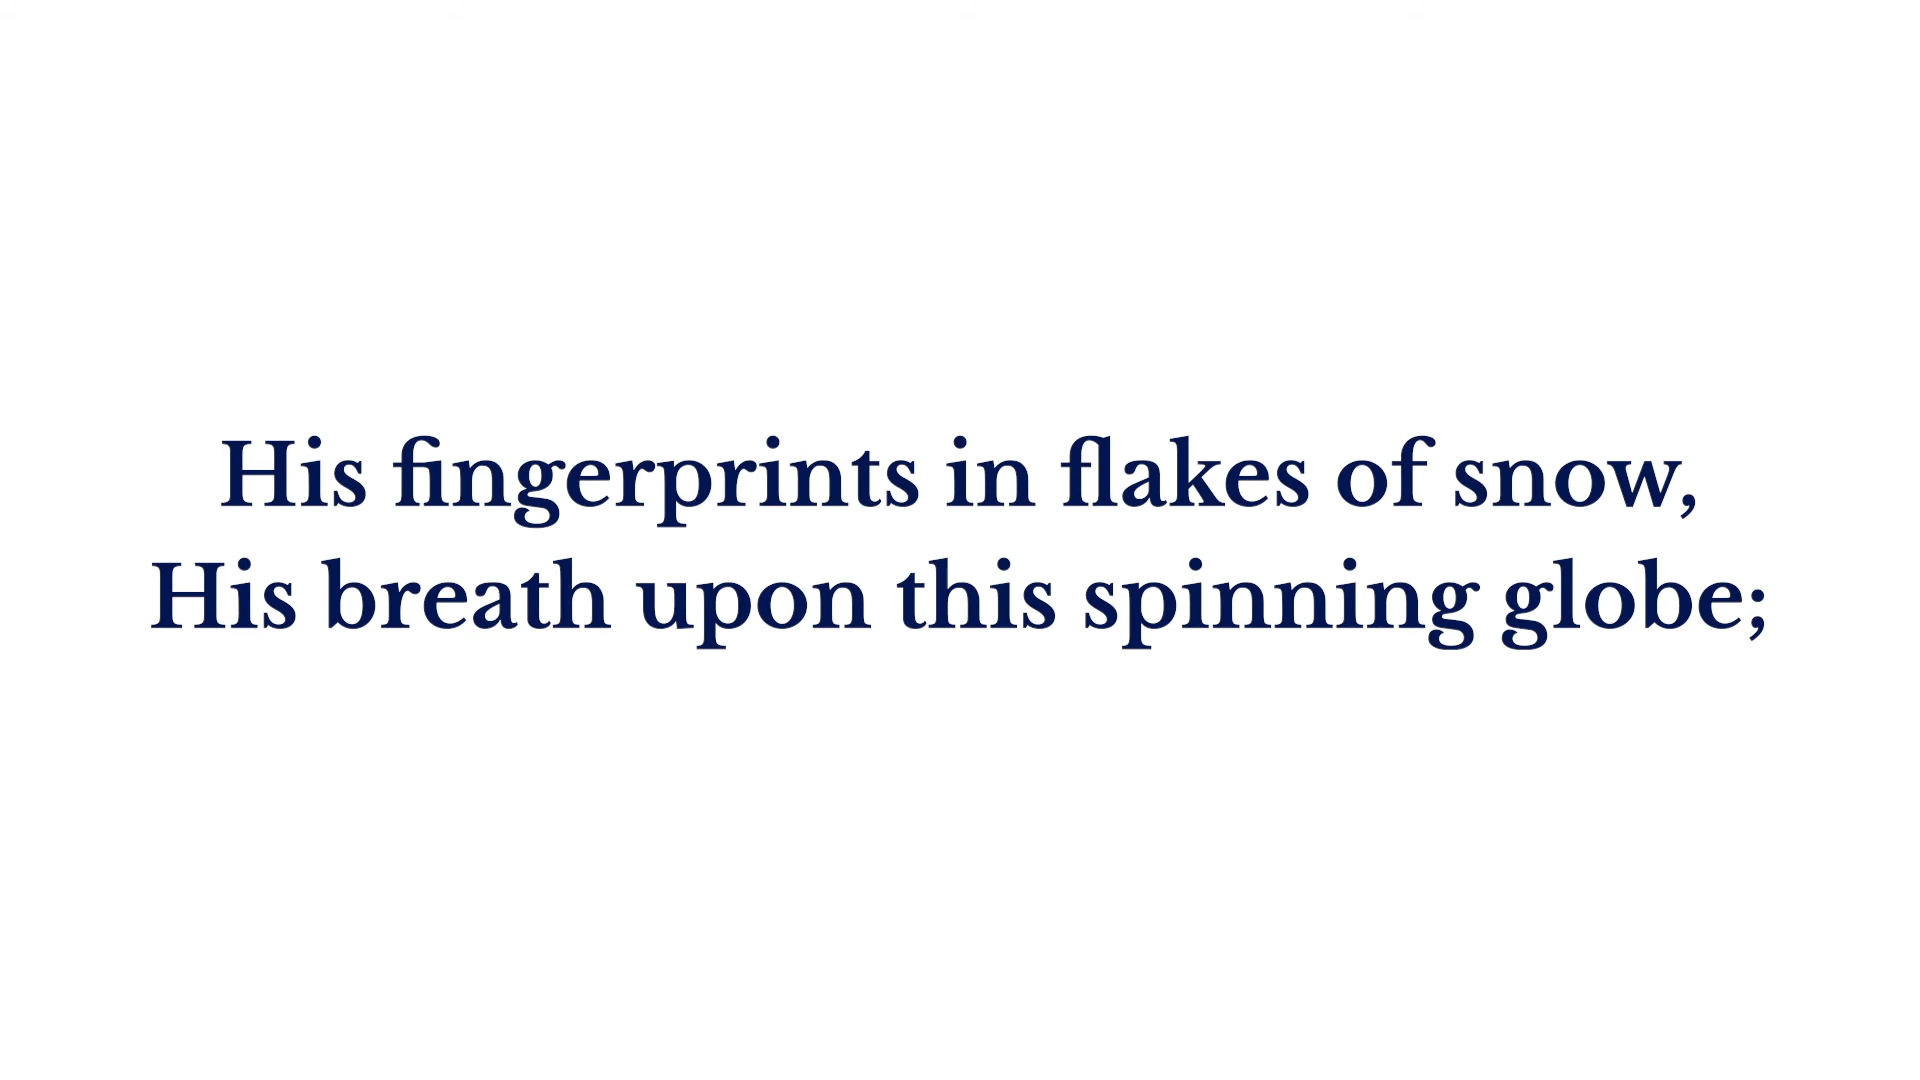 His fingerprints in flakes of snow,
His breath upon this spinning globe;